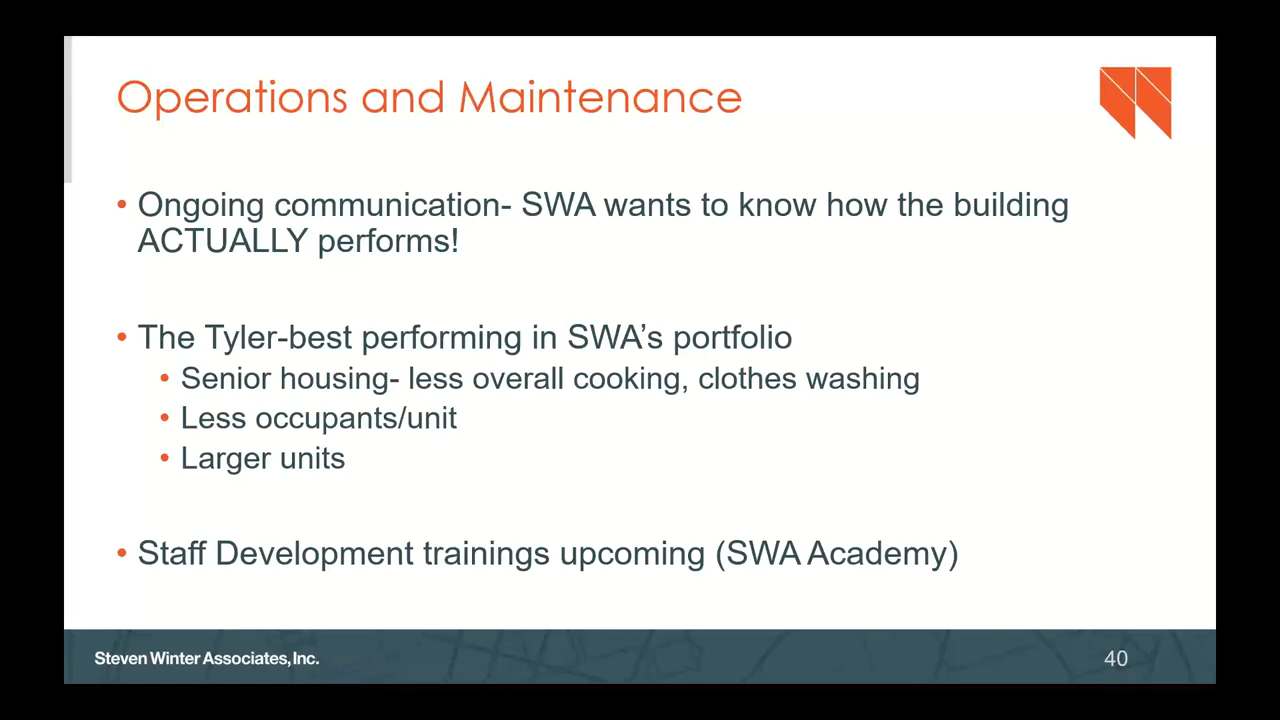 Operations and Maintenance
• Ongoing communication- SWA wants to know how the building
ACTUALLY performs!
• The Tyler-best performing in SWA’s portfolio
• Senior housing- less overall cooking, clothes washing
• Less occupants/unit
• Larger units
• Staff Development trainings upcoming (SWA Academy)
Steven Winter Associates, Inc.
40